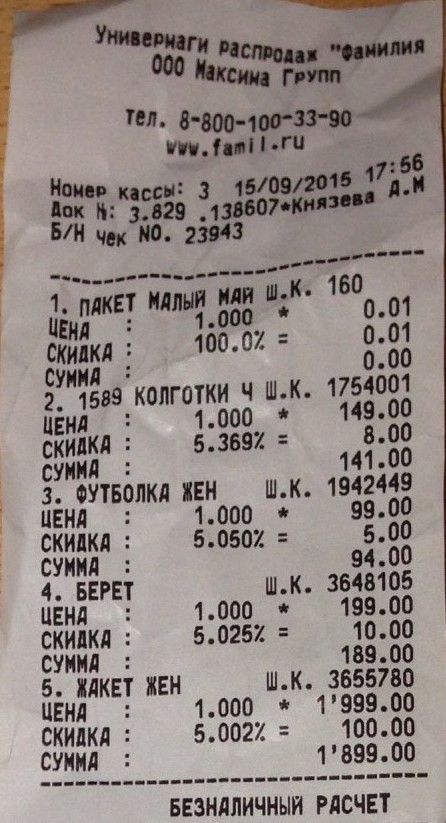 Универмаги распродаж "Фамилия
ООО Максима Групп
тел. 8-800-100-33-90
www.famil.ru
Номер кассы: 3 15/09/2015 17:56
Док №: 3.829 .138607*Князева А.М
Б/Н чек NO. 23943
1. ПАКЕТ МАЛЫЙ МАЙ Ш.К. 160
ЦЕНА : 1.000 * 0.01
СКИДКА : 100.0% = 0.01
СУММА : 0.00
2. 1589 КОЛГОТКИ Ч Ш.К. 1754001
ЦЕНА : 1.000 * 149.00
СКИДКА : 5.369% = 8.00
СУММА : 141.00
3. ФУТБОЛКА ЖЕН Ш.К. 1942449
ЦЕНА : 1.000 * 99.00
СКИДКА : 5.050% = 5.00
СУММА : 94.00
4. БЕРЕТ Ш.К. 3648105
ЦЕНА : 1.000 * 199.00
СКИДКА : 5.025% = 10.00
СУММА : 189.00
5. ЖАКЕТ ЖЕН Ш.К. 3655780
ЦЕНА : 1.000 * 1'999.00
СКИДКА : 5.002% = 100.00
СУММА : 1'899.00
БЕЗНАЛИЧНЫЙ РАСЧЕТ